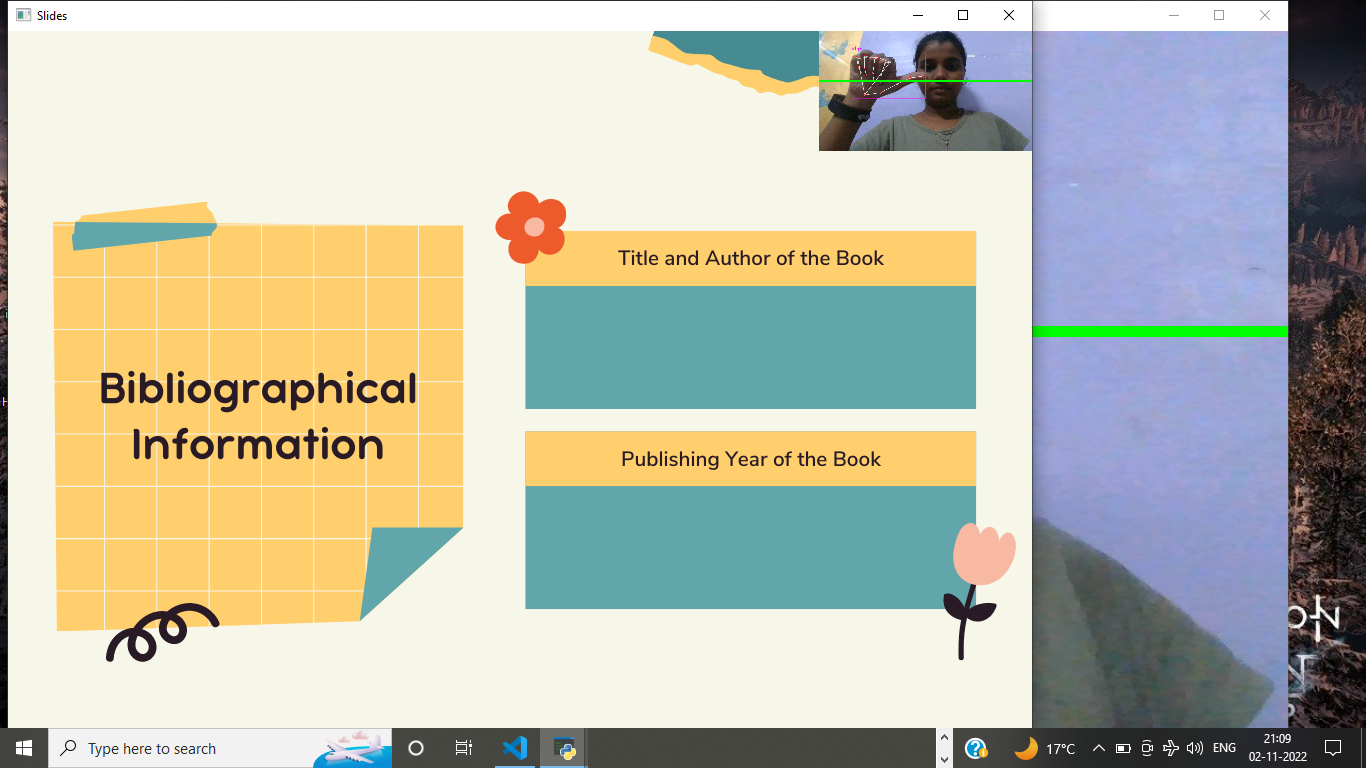 Slides
Title and Author of the Book
Bibliographical
Information
Publishing Year of the Book
Type here to search
17°C
ENG
21:09
02-11-2022